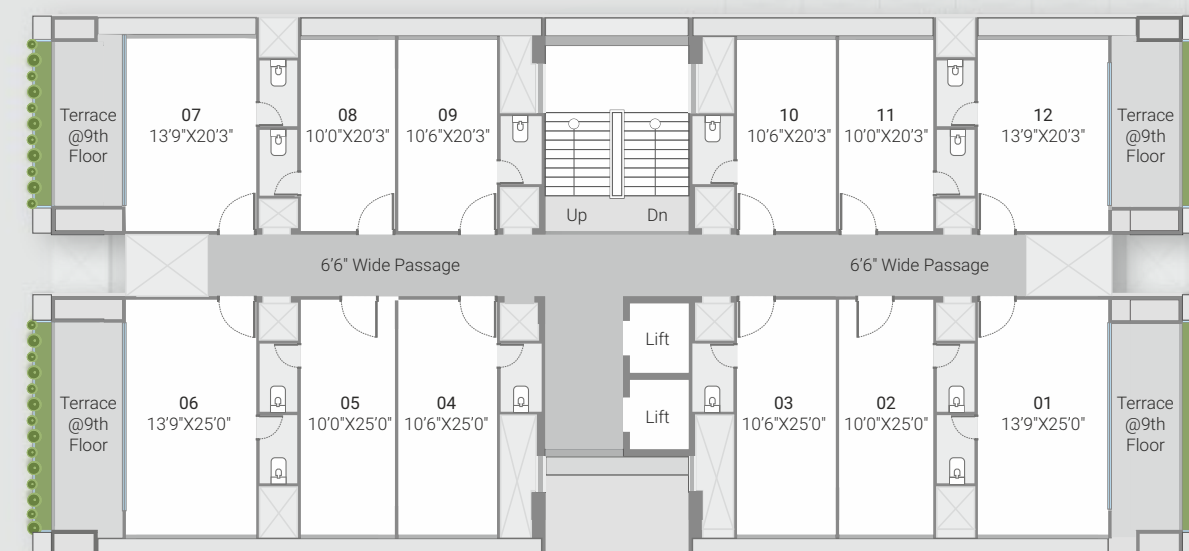 Terrace
@9th
Floor
07
13'9"X20'3"
08
10'0"X20'3"
09
10'6"X20'3"
10
10'6"X20'3"
11
10'0"X20'3"
12
13'9"X20'3"
Terrace
@9th
Floor
Up
Dn
6'6" Wide Passage
6'6" Wide Passage
Lift
Lift
Terrace
@9th
Floor
06
13'9"X25'0"
05
10'0"X25'0"
04
10'6"X25'0"
03
10'6"X25'0"
02
10'0"X25'0"
01
13'9"X25'0"
Terrace
@9th
Floor